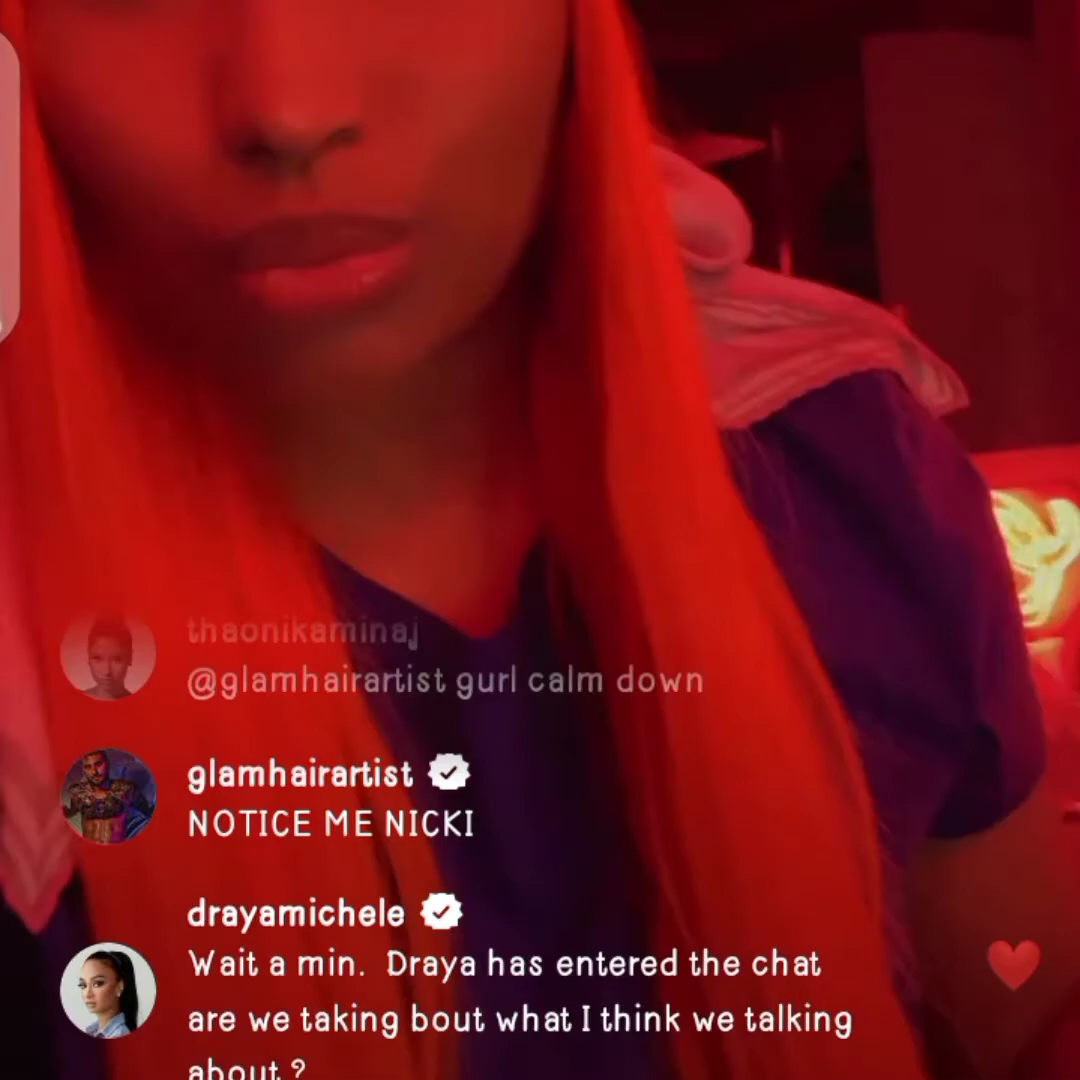 thaonikaminaj
@glamhairartist gurl calm down
glamhairartist
NOTICE ME NICKI
drayamichele
Wait a min. Draya has entered the chat
are we taking bout what I think we talking
about ?